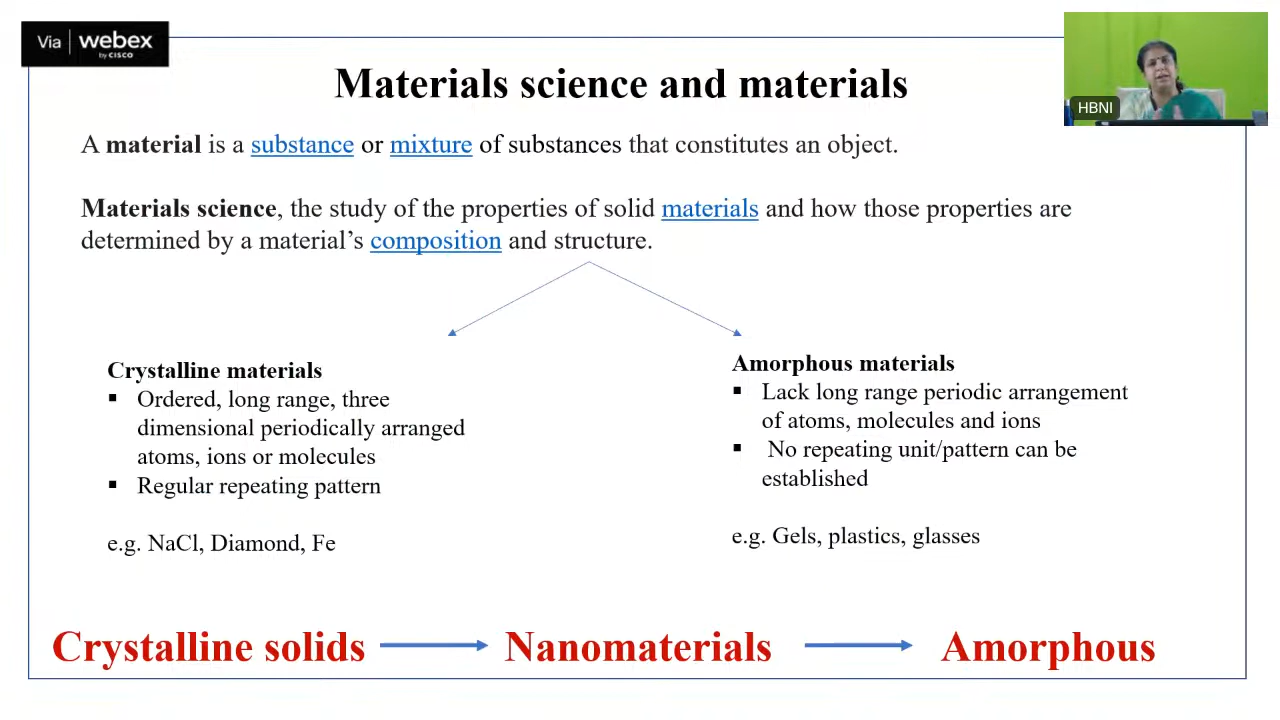 Via | webex
by CISCO
HBNI
Materials science and materials
A material is a substance or mixture of substances that constitutes an object.
Materials science, the study of the properties of solid materials and how those properties are
determined by a material’s composition and structure.
Crystalline materials
▪ Ordered, long range, three
dimensional periodically arranged
atoms, ions or molecules
▪ Regular repeating pattern
e.g. NaCl, Diamond, Fe
Amorphous materials
▪ Lack long range periodic arrangement
of atoms, molecules and ions
▪ No repeating unit/pattern can be
established
e.g. Gels, plastics, glasses
Crystalline solids Nanomaterials Amorphous